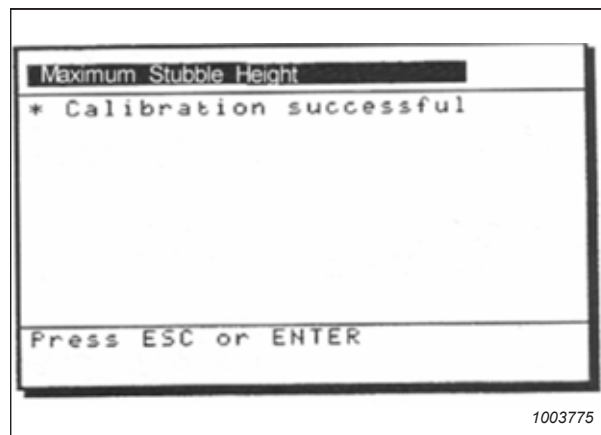 Maximum Stubble Height
* Calibration successful
Press ESC or ENTER
1003775